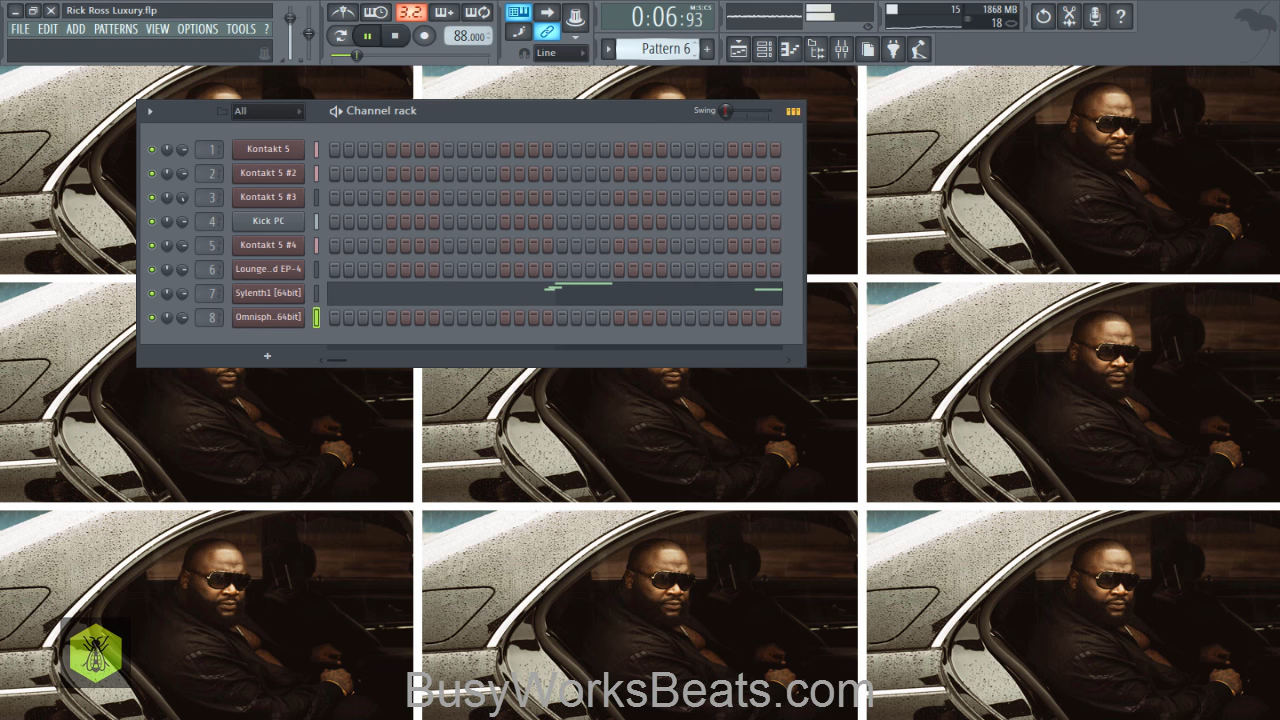 Rick Ross Luxury.flp
FILE EDIT ADD PATTERNS VIEW OPTIONS TOOLS ?
3.2
88.000
Line
0:06:93
M:S:CS
Pattern 6
15
1868 MB
18
All
Channel rack
Swing
1 Kontakt 5
2 Kontakt 5 #2
3 Kontakt 5 #3
4 Kick PC
5 Kontakt 5 #4
6 Lounge..d EP-4
7 Sylenth1 [64bit]
8 Omnisph..64bit]
+
BusyWorksBeats.com